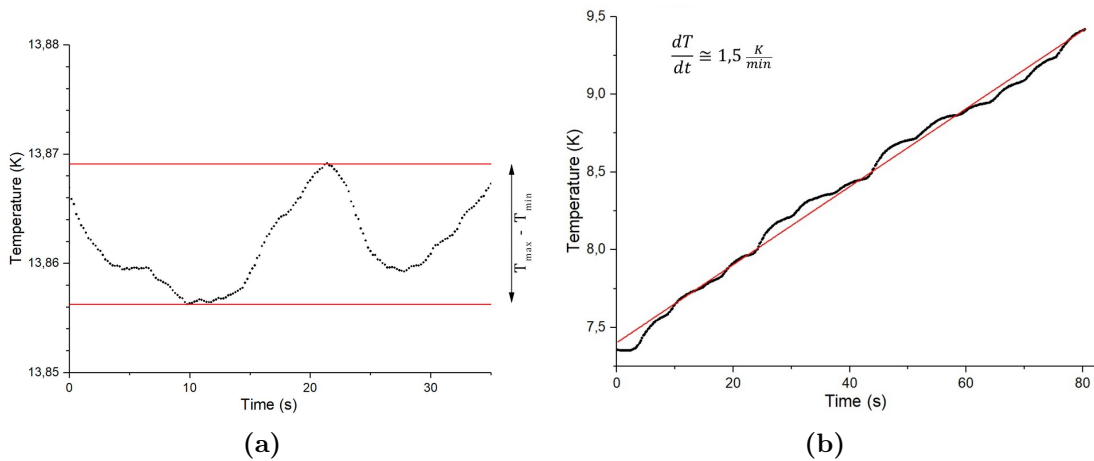 13,88
13,87
13,86
13,85
Temperature (K)
0
10
20
30
Time (s)
T max - T min
(a)
9,5
9,0
8,5
8,0
7,5
Temperature (K)
dT/dt ≅ 1,5 K/min
0
20
40
60
80
Time (s)
(b)